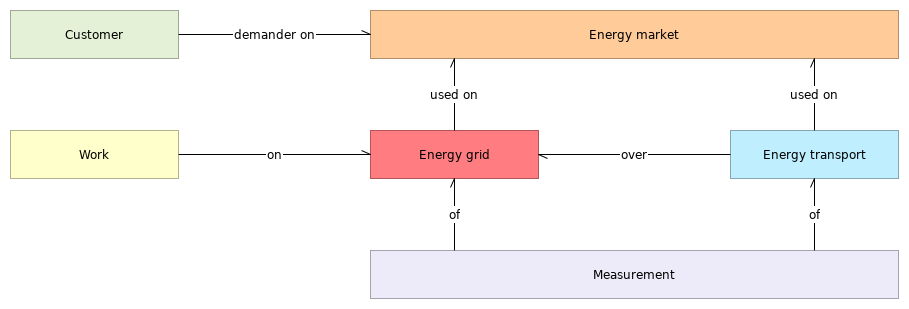 Customer
demander on
Energy market
used on
used on
Work
on
Energy grid
over
Energy transport
of
of
Measurement